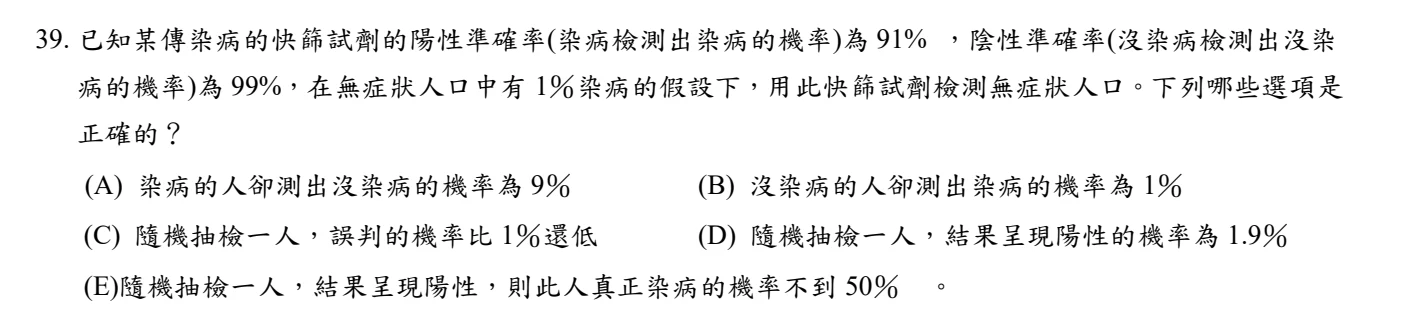 39. 已知某傳染病的快篩試劑的陽性準確率(染病檢測出染病的機率)為 91% ，陰性準確率(沒染病檢測出沒染
病的機率)為 99%，在無症狀人口中有 1%染病的假設下，用此快篩試劑檢測無症狀人口。下列哪些選項是
正確的？
(A) 染病的人卻測出沒染病的機率為 9% (B) 沒染病的人卻測出染病的機率為 1%
(C) 隨機抽檢一人，誤判的機率比 1%還低 (D) 隨機抽檢一人，結果呈現陽性的機率為 1.9%
(E)隨機抽檢一人，結果呈現陽性，則此人真正染病的機率不到 50% 。